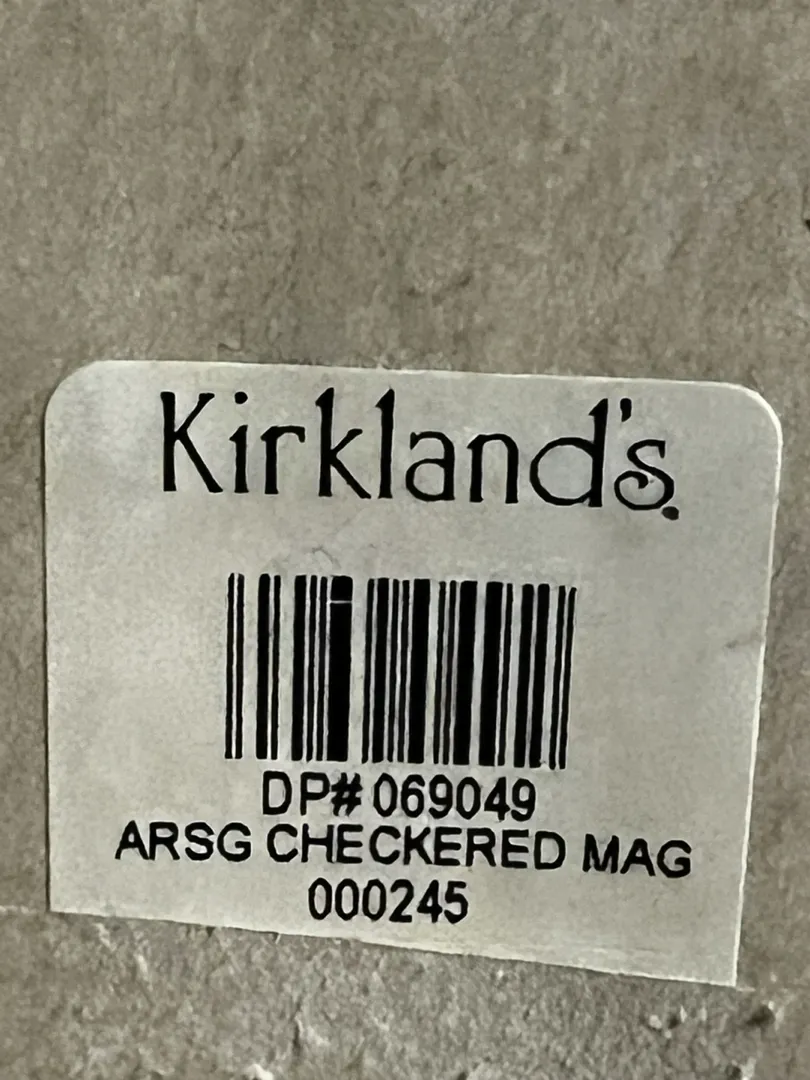 Kirkland's.
DP# 069049
ARSG CHECKERED MAG
000245